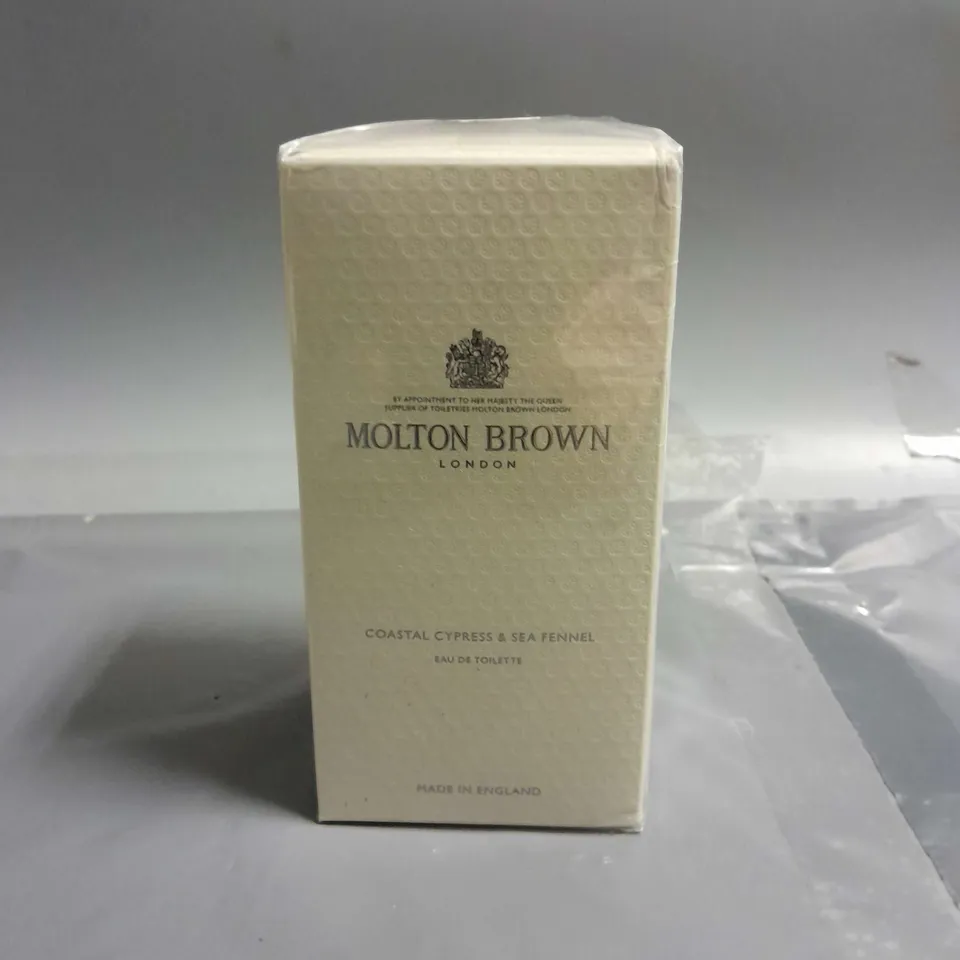 BY APPOINTMENT TO HER MAJESTY THE QUEEN
SUPPLIER OF TOILETRIES MOLTON BROWN LONDON
MOLTON BROWN
LONDON
COASTAL CYPRESS & SEA FENNEL
EAU DE TOILETTE
MADE IN ENGLAND